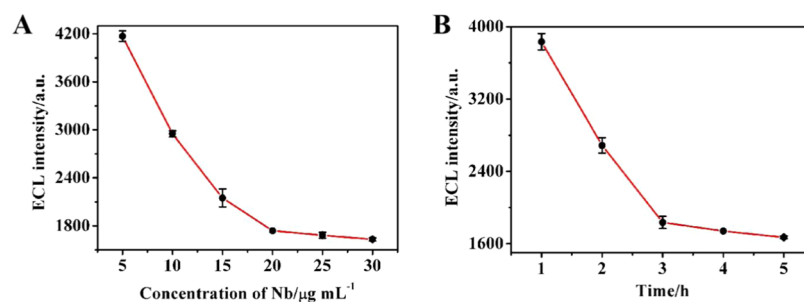 A
ECL intensity/a.u.
4200
3000
2400
1800
5 10 15 20 25 30
Concentration of Nb/μg mL⁻¹
B
ECL intensity/a.u.
4000
3200
2400
1600
1 2 3 4 5
Time/h